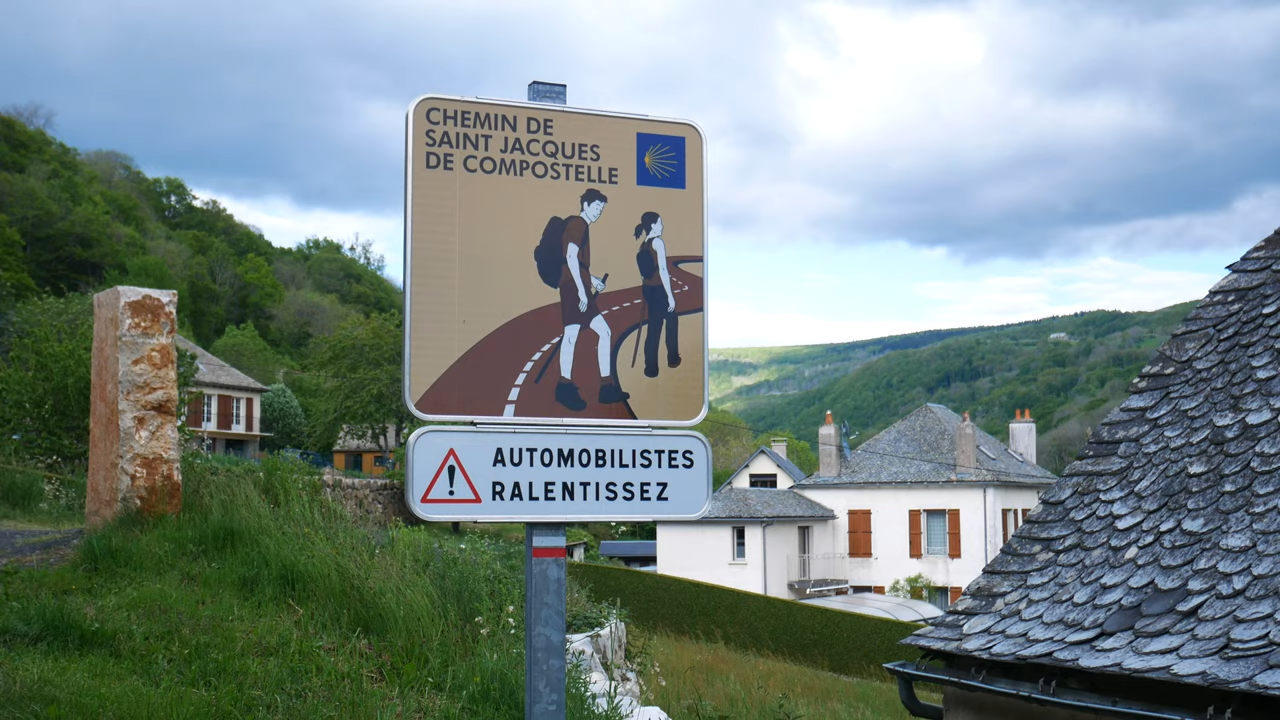 CHEMIN DE
SAINT JACQUES
DE COMPOSTELLE
AUTOMOBILISTES
RALENTISSEZ